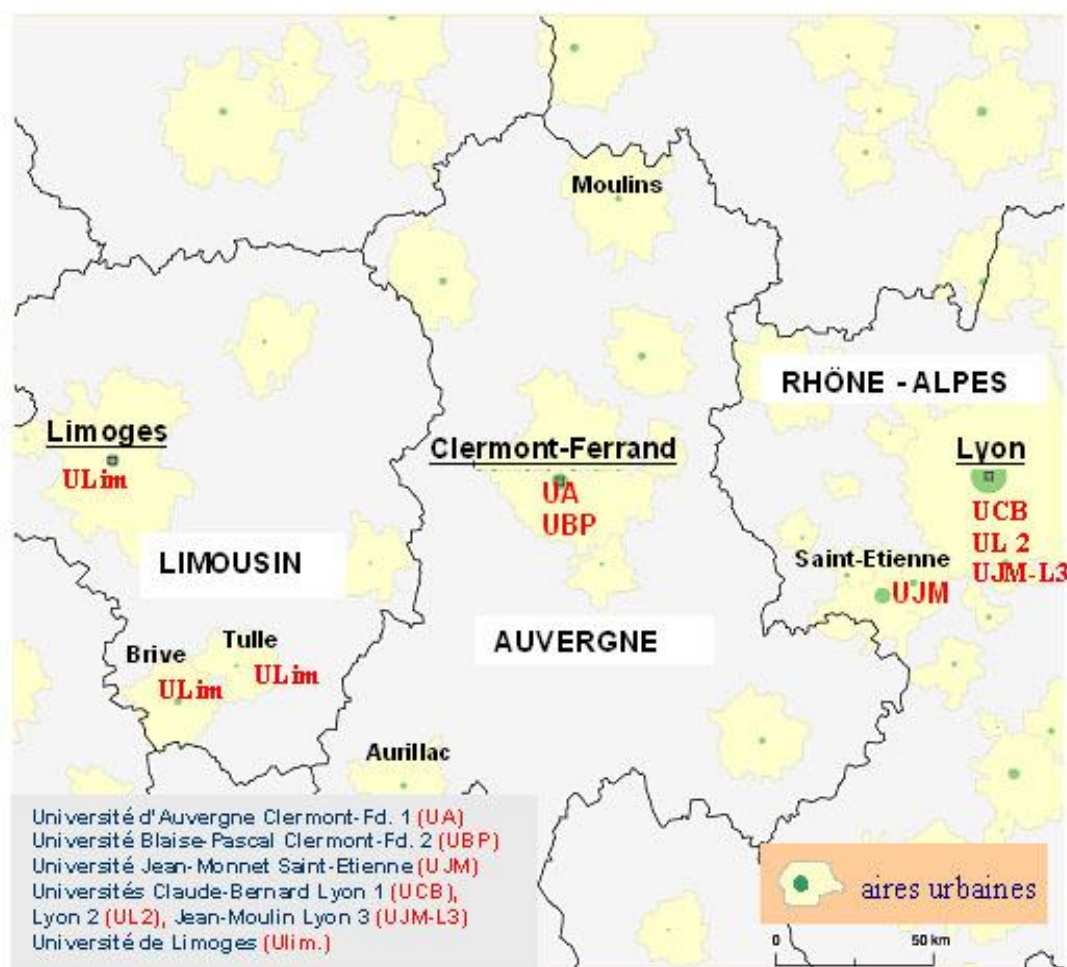 Moulins
RHÖNE - ALPES
Limoges
ULim
Clermont-Ferrand
UA
UBP
Lyon
UCB
UL 2
UJM-L3
LIMOUSIN
Saint-Etienne
UJM
AUVERGNE
Brive
ULim
Tulle
ULim
Aurillac
Université d'Auvergne Clermont-Fd. 1 (UA)
Université Blaise-Pascal Clermont-Fd. 2 (UBP)
Université Jean-Monnet Saint-Etienne (UJM)
Universités Claude-Bernard Lyon 1 (UCB),
Lyon 2 (UL2), Jean-Moulin Lyon 3 (UJM-L3)
Université de Limoges (Ulim.)
aires urbaines
0 50 km